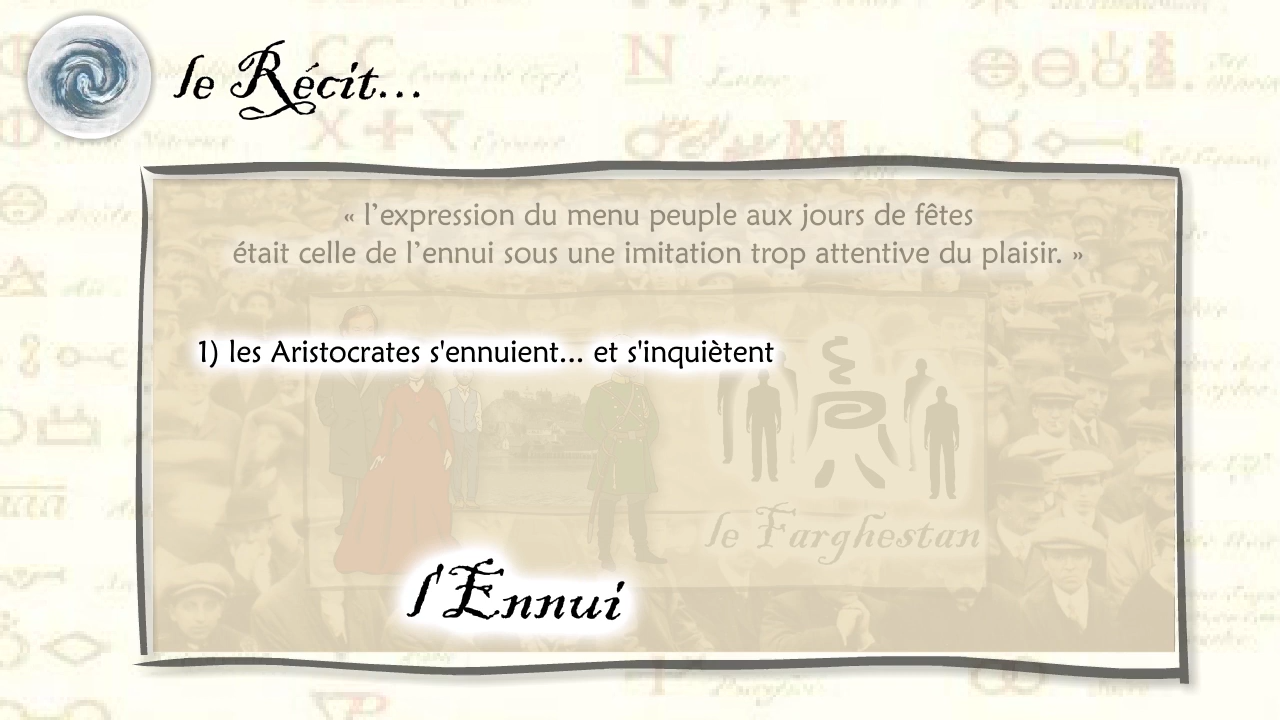 le Récit...
« l’expression du menu peuple aux jours de fêtes
était celle de l’ennui sous une imitation trop attentive du plaisir. »
1) les Aristocrates s'ennuient... et s'inquiètent
le Farghestan
l'Ennui